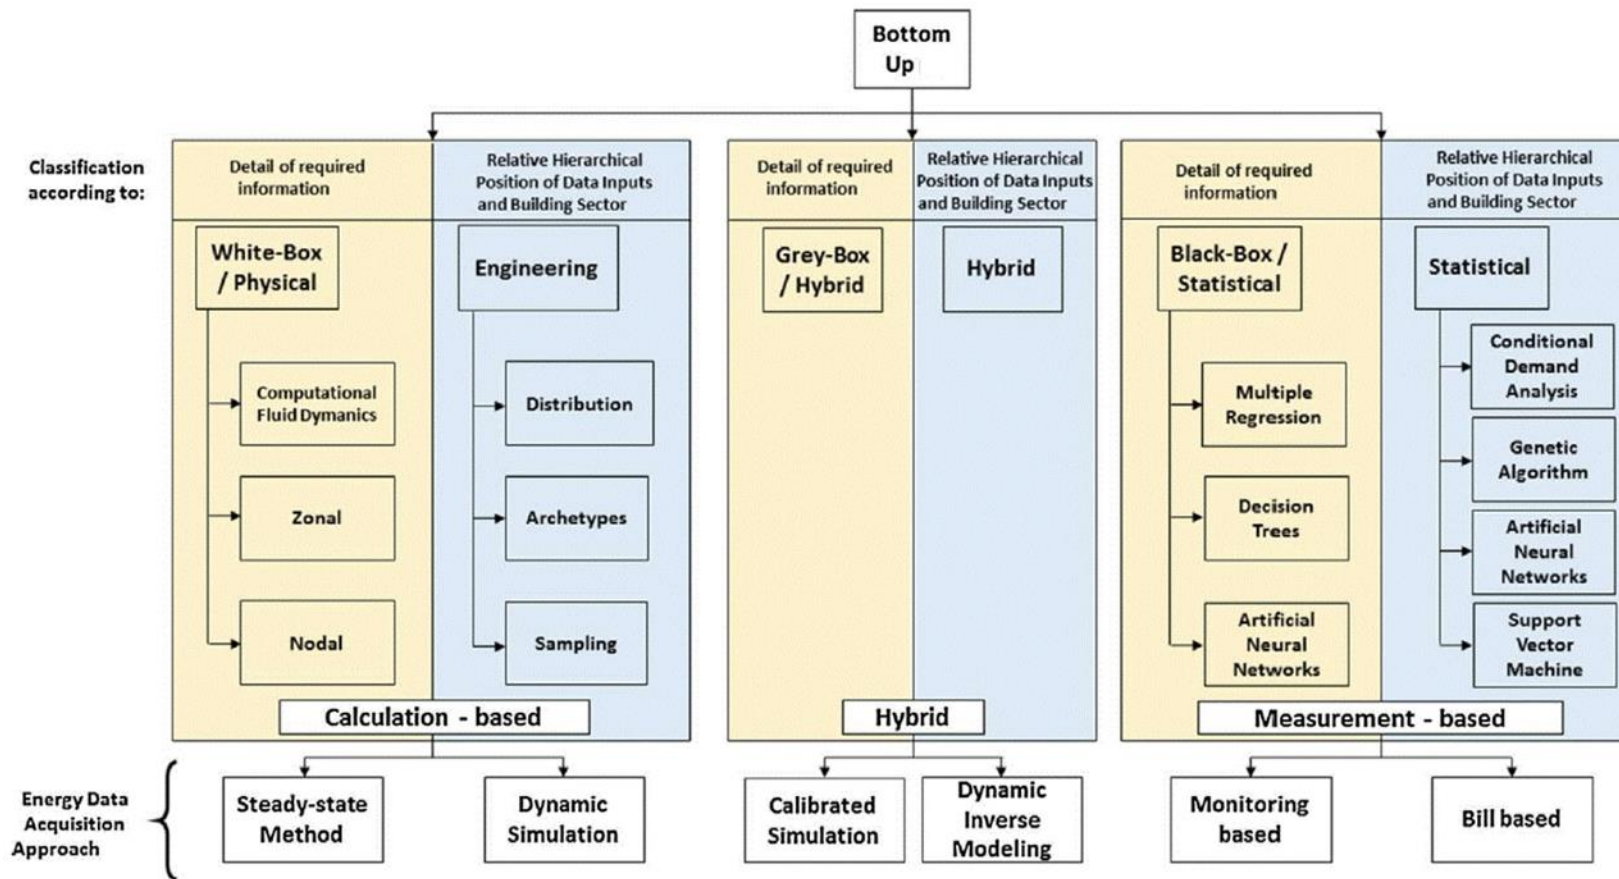 Bottom
Up
Classification
according to:
Detail of required
information
Relative Hierarchical
Position of Data Inputs
and Building Sector
Detail of required
information
Relative Hierarchical
Position of Data Inputs
and Building Sector
Detail of required
information
Relative Hierarchical
Position of Data Inputs
and Building Sector
White-Box
/ Physical
Engineering
Grey-Box
/ Hybrid
Hybrid
Black-Box /
Statistical
Statistical
Computational
Fluid Dymanics
Zonal
Nodal
Distribution
Archetypes
Sampling
Multiple
Regression
Decision
Trees
Artificial
Neural
Networks
Conditional
Demand
Analysis
Genetic
Algorithm
Artificial
Neural
Networks
Support
Vector
Machine
Calculation - based
Hybrid
Measurement - based
Energy Data
Acquisition
Approach
Steady-state
Method
Dynamic
Simulation
Calibrated
Simulation
Dynamic
Inverse
Modeling
Monitoring
based
Bill based